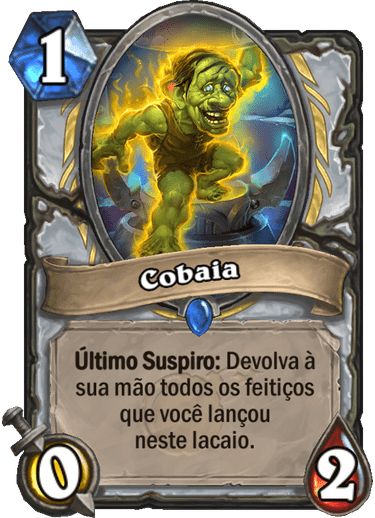 1
Cobaia
Último Suspiro: Devolva à
sua mão todos os feitiços
que você lançou
neste lacaio.
0
2